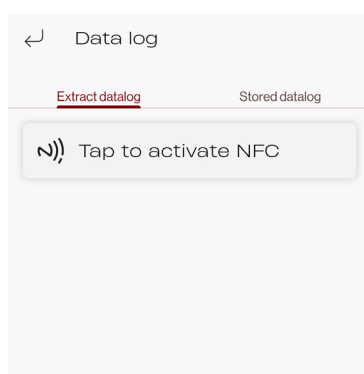 Data log
Extract datalog
Stored datalog
Tap to activate NFC